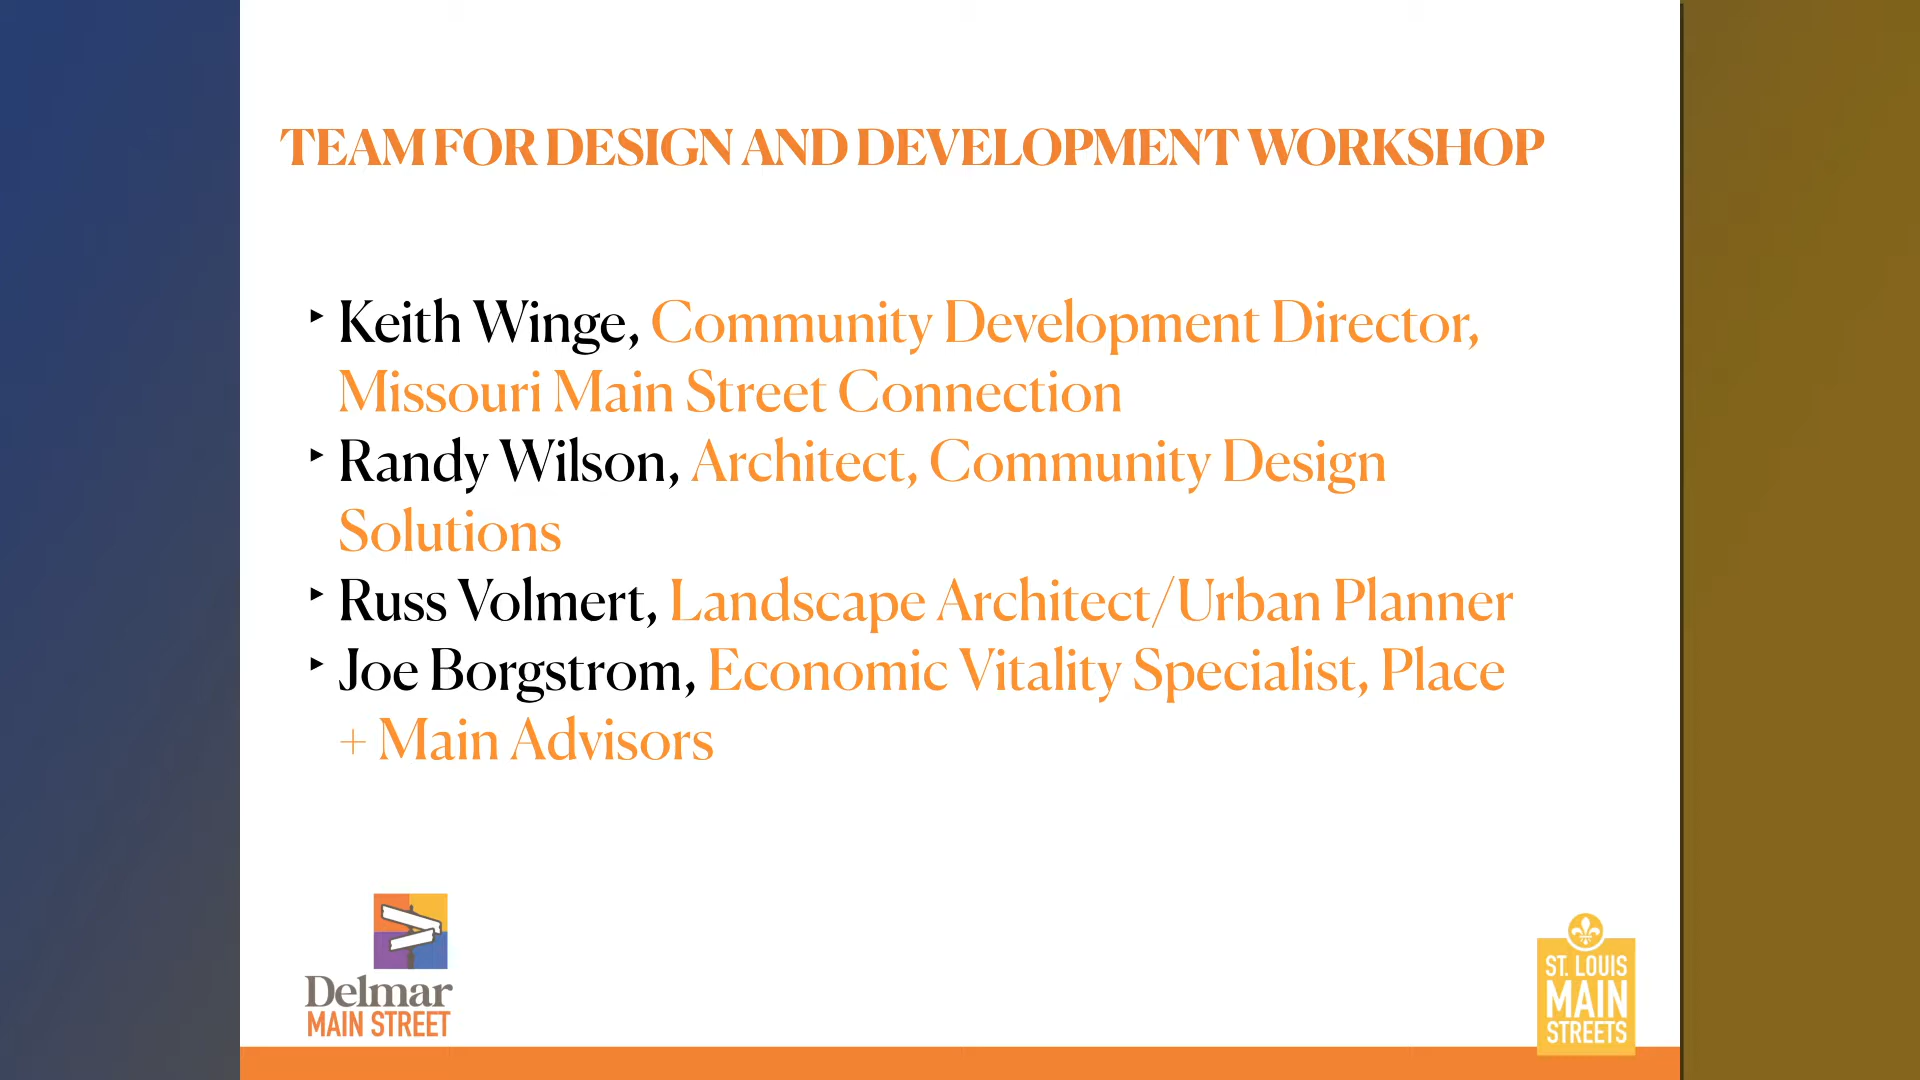 TEAM FOR DESIGN AND DEVELOPMENT WORKSHOP
‣ Keith Winge, Community Development Director,
Missouri Main Street Connection
‣ Randy Wilson, Architect, Community Design
Solutions
‣ Russ Volmert, Landscape Architect/Urban Planner
‣ Joe Borgstrom, Economic Vitality Specialist, Place
+ Main Advisors
Delmar
MAIN STREET
ST. LOUIS
MAIN
STREETS